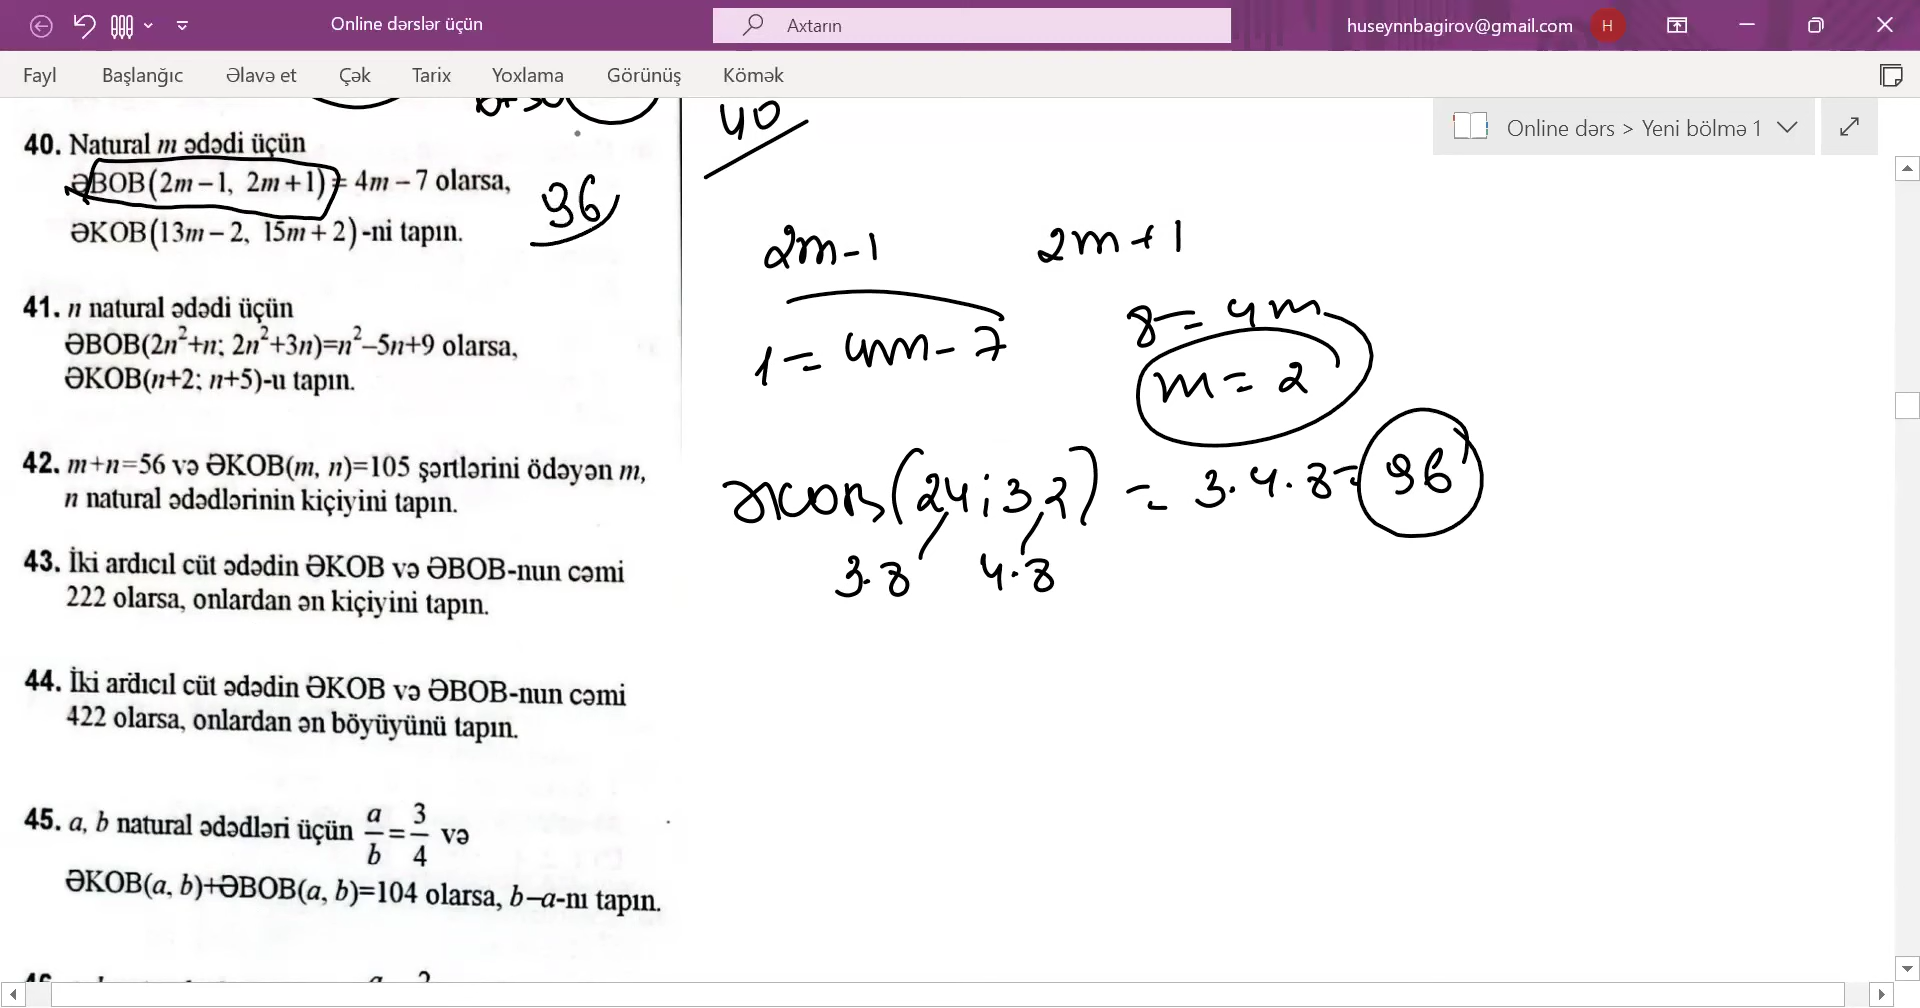 Online dərslər üçün
Axtarın
huseynnbagirov@gmail.com
H
Fayl Başlanğıc Əlavə et Çək Tarix Yoxlama Görünüş Kömək
Online dərs > Yeni bölmə 1
40. Natural m ədədi üçün
ƏBOB(2m−1, 2m+1) = 4m−7 olarsa,
ƏKOB(13m−2, 15m+2)-ni tapın.
96
41. n natural ədədi üçün
ƏBOB(2n²+n; 2n²+3n)=n²−5n+9 olarsa,
ƏKOB(n+2; n+5)-u tapın.
42. m+n=56 və ƏKOB(m, n)=105 şərtlərini ödəyən m,
n natural ədədlərinin kiçiyini tapın.
43. İki ardıcıl cüt ədədin ƏKOB və ƏBOB-nun cəmi
222 olarsa, onlardan ən kiçiyini tapın.
44. İki ardıcıl cüt ədədin ƏKOB və ƏBOB-nun cəmi
422 olarsa, onlardan ən böyüyünü tapın.
45. a, b natural ədədləri üçün a/b = 3/4 və
ƏKOB(a, b)+ƏBOB(a, b)=104 olarsa, b−a-nı tapın.
40
2m−1 2m+1
1 = 4m−7
8 = 4m
m = 2
ƏKOB(24; 32) = 3·4·8 = 96
3·8 4·8